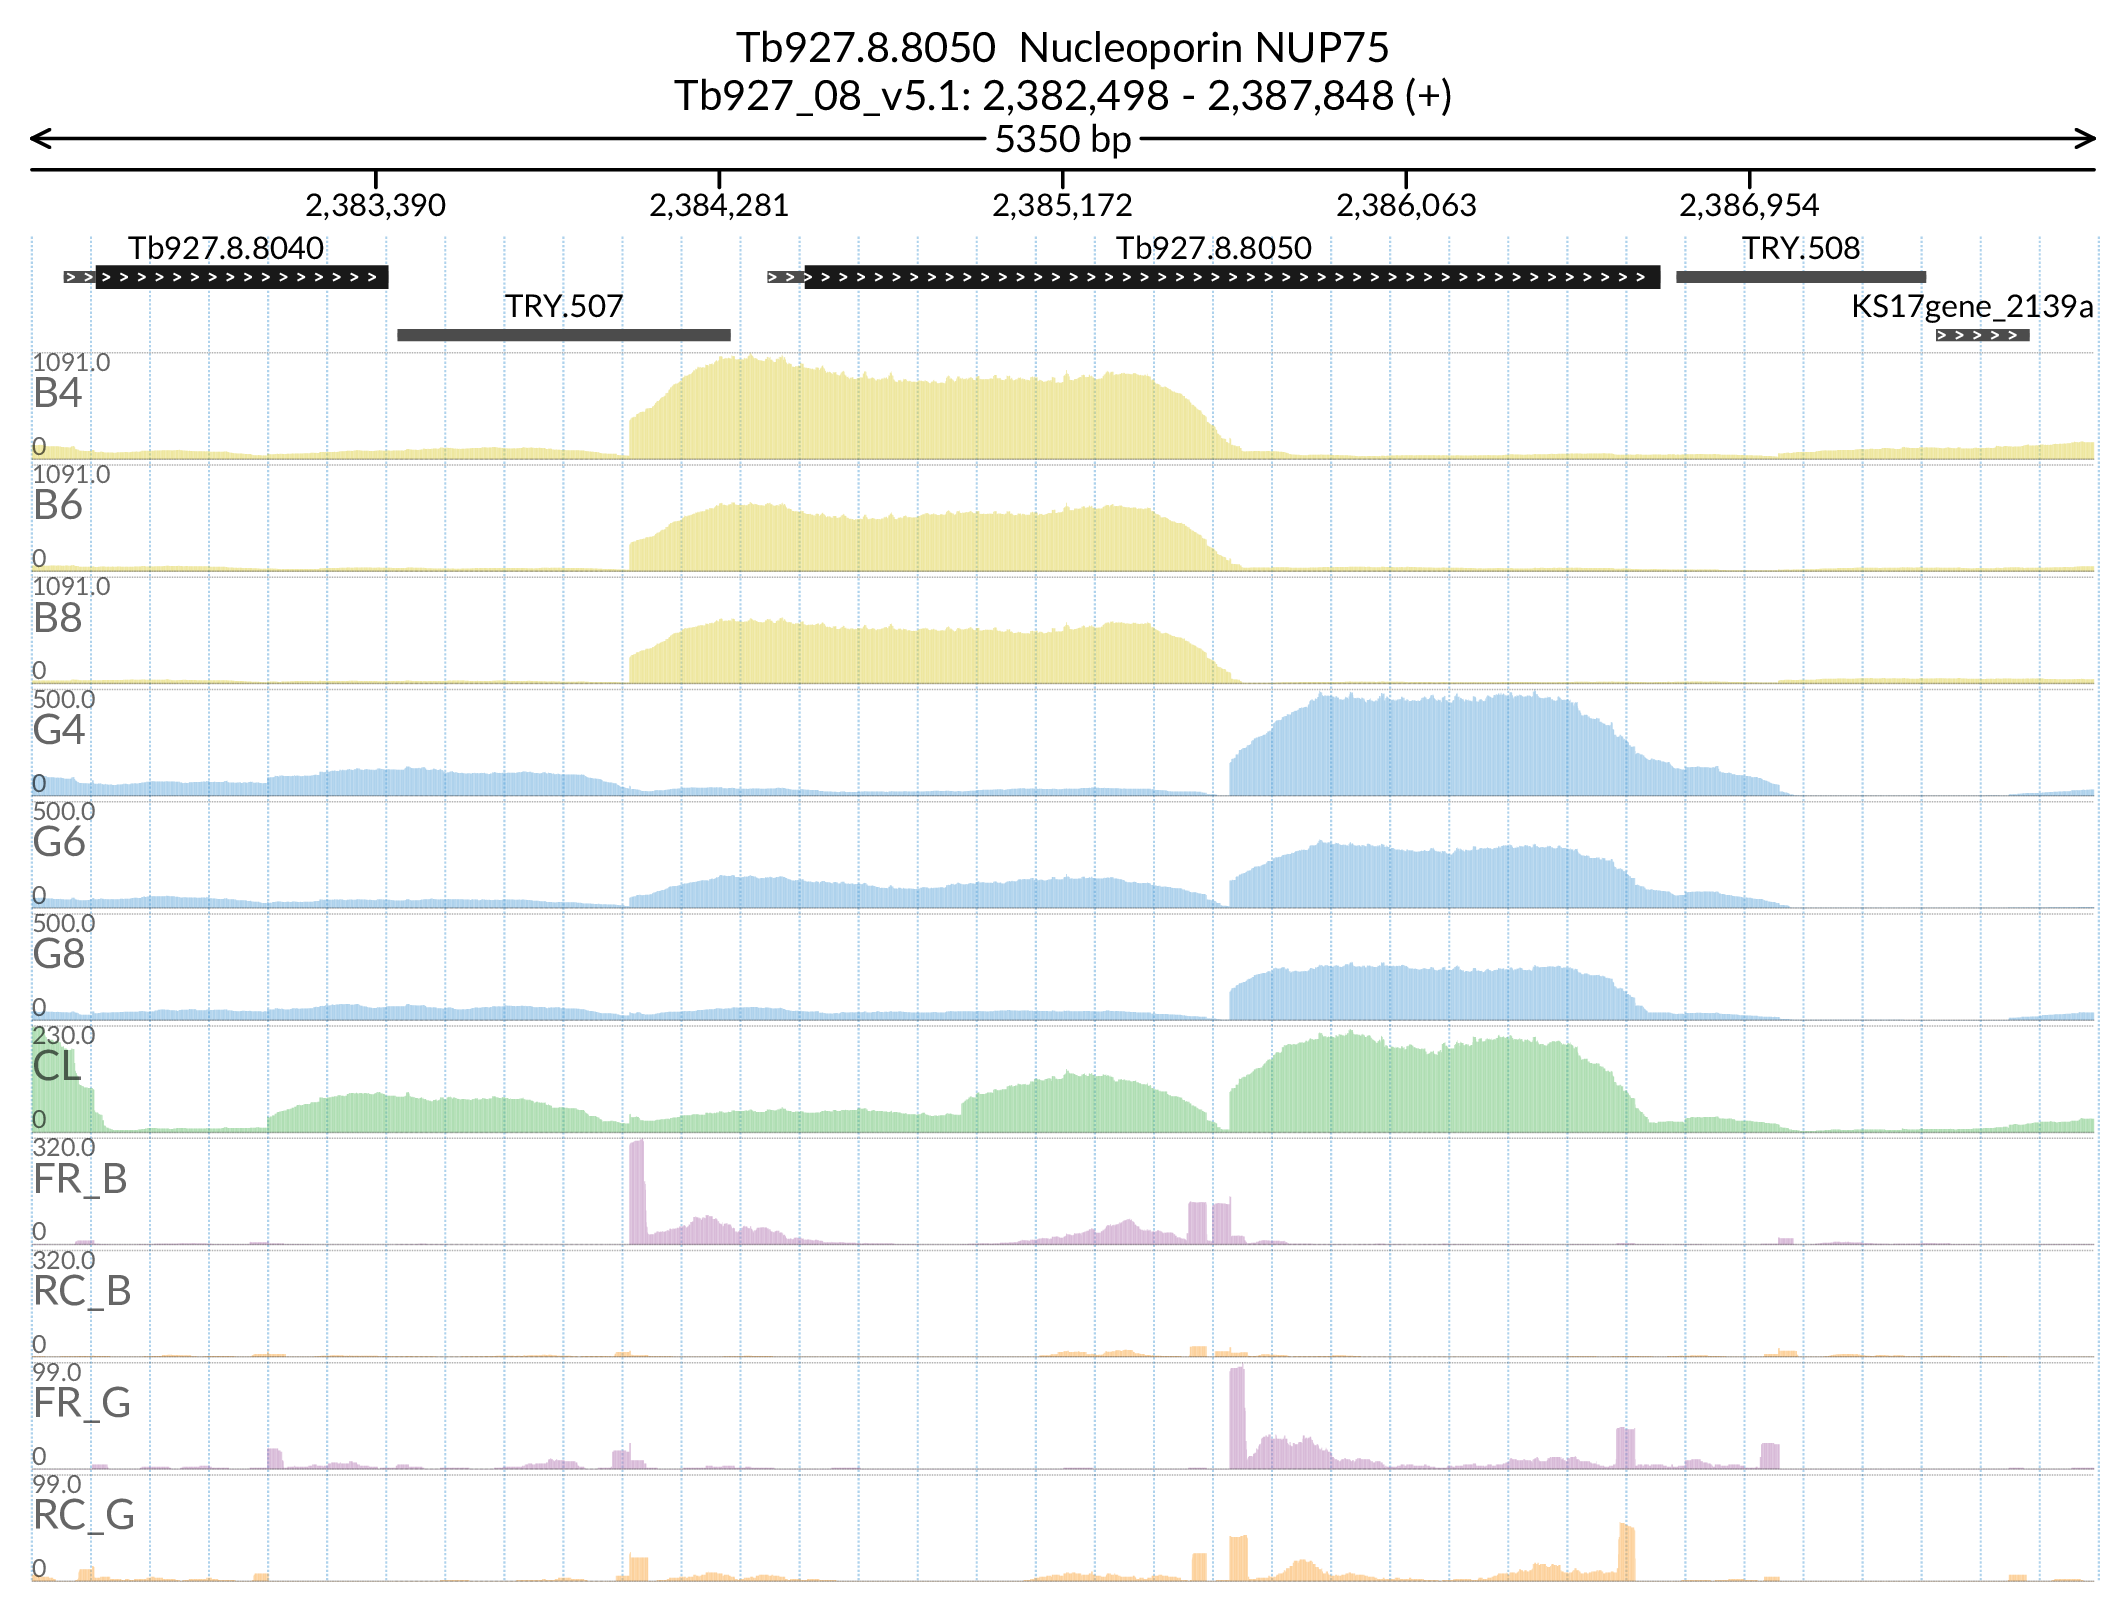 Tb927.8.8050  Nucleoporin NUP75
Tb927_08_v5.1: 2,382,498 - 2,387,848 (+)
5350 bp
2,383,390 2,384,281 2,385,172 2,386,063 2,386,954
Tb927.8.8040 Tb927.8.8050 TRY.508
TRY.507 KS17gene_2139a
1091.0
B4
0
1091.0
B6
0
1091.0
B8
0
500.0
G4
0
500.0
G6
0
500.0
G8
0
230.0
CL
0
320.0
FR_B
0
320.0
RC_B
0
99.0
FR_G
0
99.0
RC_G
0